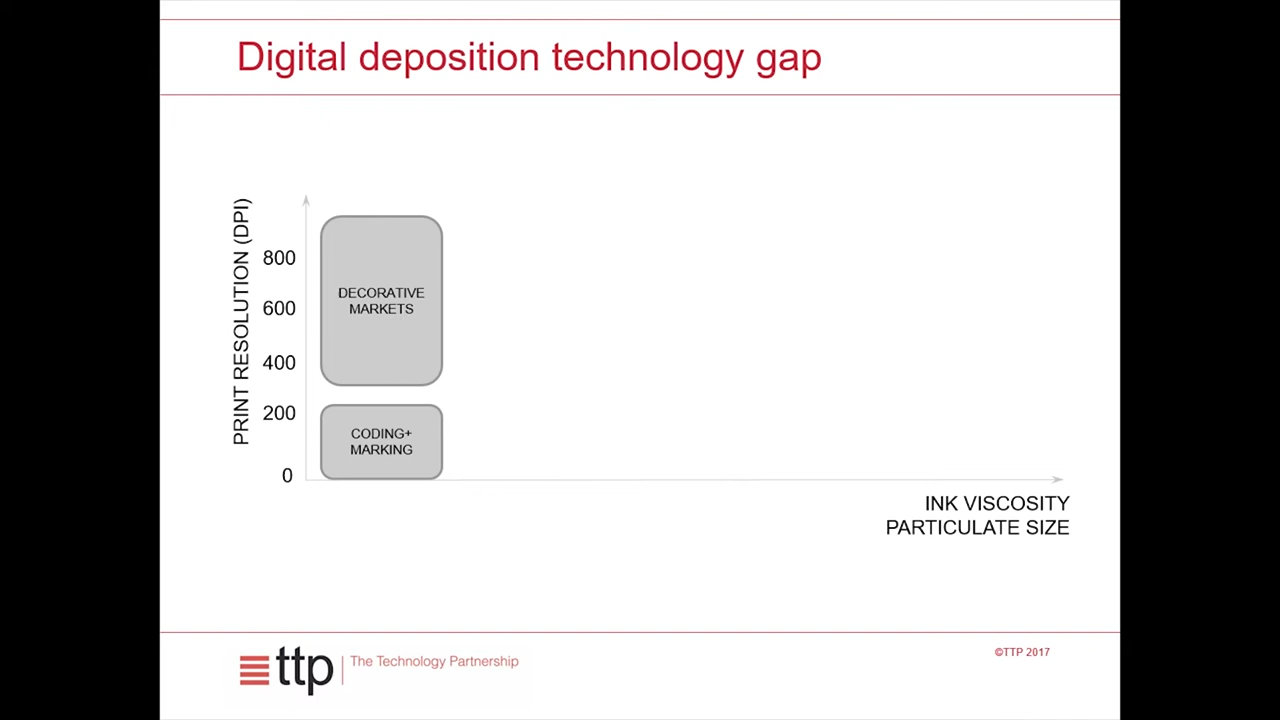 Digital deposition technology gap
PRINT RESOLUTION (DPI)
800
600
400
200
0
DECORATIVE
MARKETS
CODING+
MARKING
INK VISCOSITY
PARTICULATE SIZE
ttp
The Technology Partnership
©TTP 2017